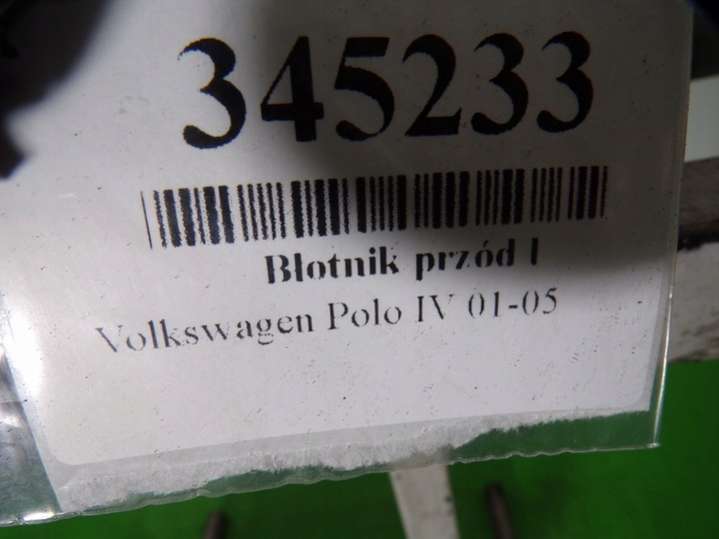 345233
Błotnik przód l
Volkswagen Polo IV 01-05